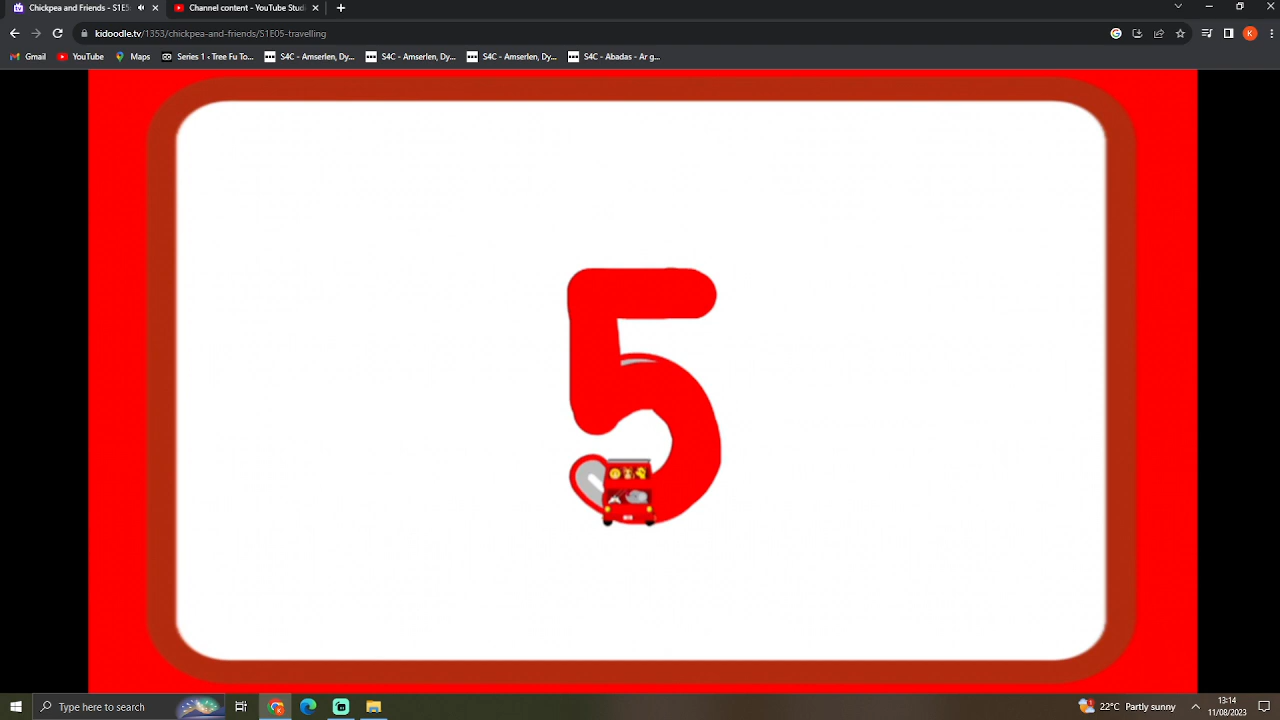 Chickpea and Friends - S1E5
Channel content - YouTube Stud
kidoodle.tv/1353/chickpea-and-friends/S1E05-travelling
K
Gmail
YouTube
Maps
Series 1 - Tree Fu To...
S4C - Amserlen, Dy...
S4C - Amserlen, Dy...
S4C - Amserlen, Dy...
S4C - Abadas - Ar g...
5
Type here to search
22°C Partly sunny
13:14
11/08/2023